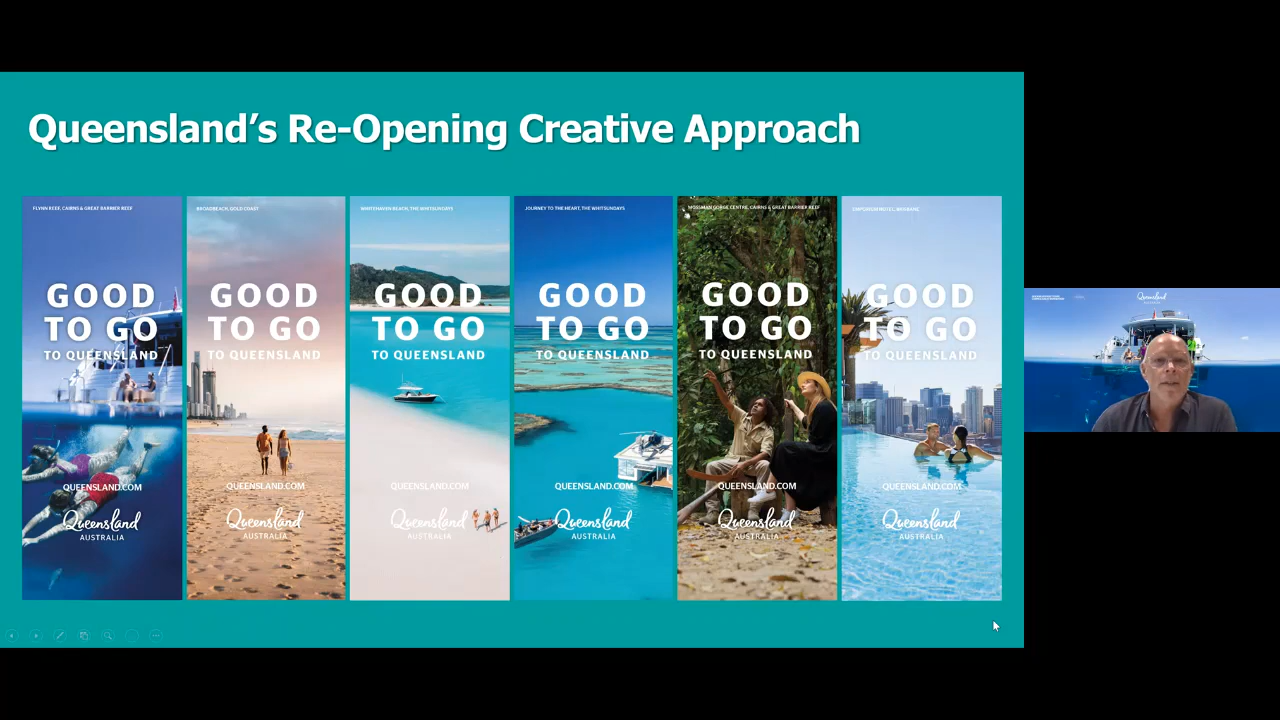 Queensland's Re-Opening Creative Approach
FLYNN REEF, CAIRNS & GREAT BARRIER REEF
GOOD
TO GO
TO QUEENSLAND
QUEENSLAND.COM
Queensland
AUSTRALIA
BROADBEACH, GOLD COAST
GOOD
TO GO
TO QUEENSLAND
QUEENSLAND.COM
Queensland
AUSTRALIA
WHITEHAVEN BEACH, THE WHITSUNDAYS
GOOD
TO GO
TO QUEENSLAND
QUEENSLAND.COM
Queensland
AUSTRALIA
JOURNEY TO THE HEART, THE WHITSUNDAYS
GOOD
TO GO
TO QUEENSLAND
QUEENSLAND.COM
Queensland
AUSTRALIA
MOSSMAN GORGE CENTRE, CAIRNS & GREAT BARRIER REEF
GOOD
TO GO
TO QUEENSLAND
QUEENSLAND.COM
Queensland
AUSTRALIA
EMPORIUM HOTEL, BRISBANE
GOOD
TO GO
TO QUEENSLAND
QUEENSLAND.COM
Queensland
AUSTRALIA
Queensland
AUSTRALIA